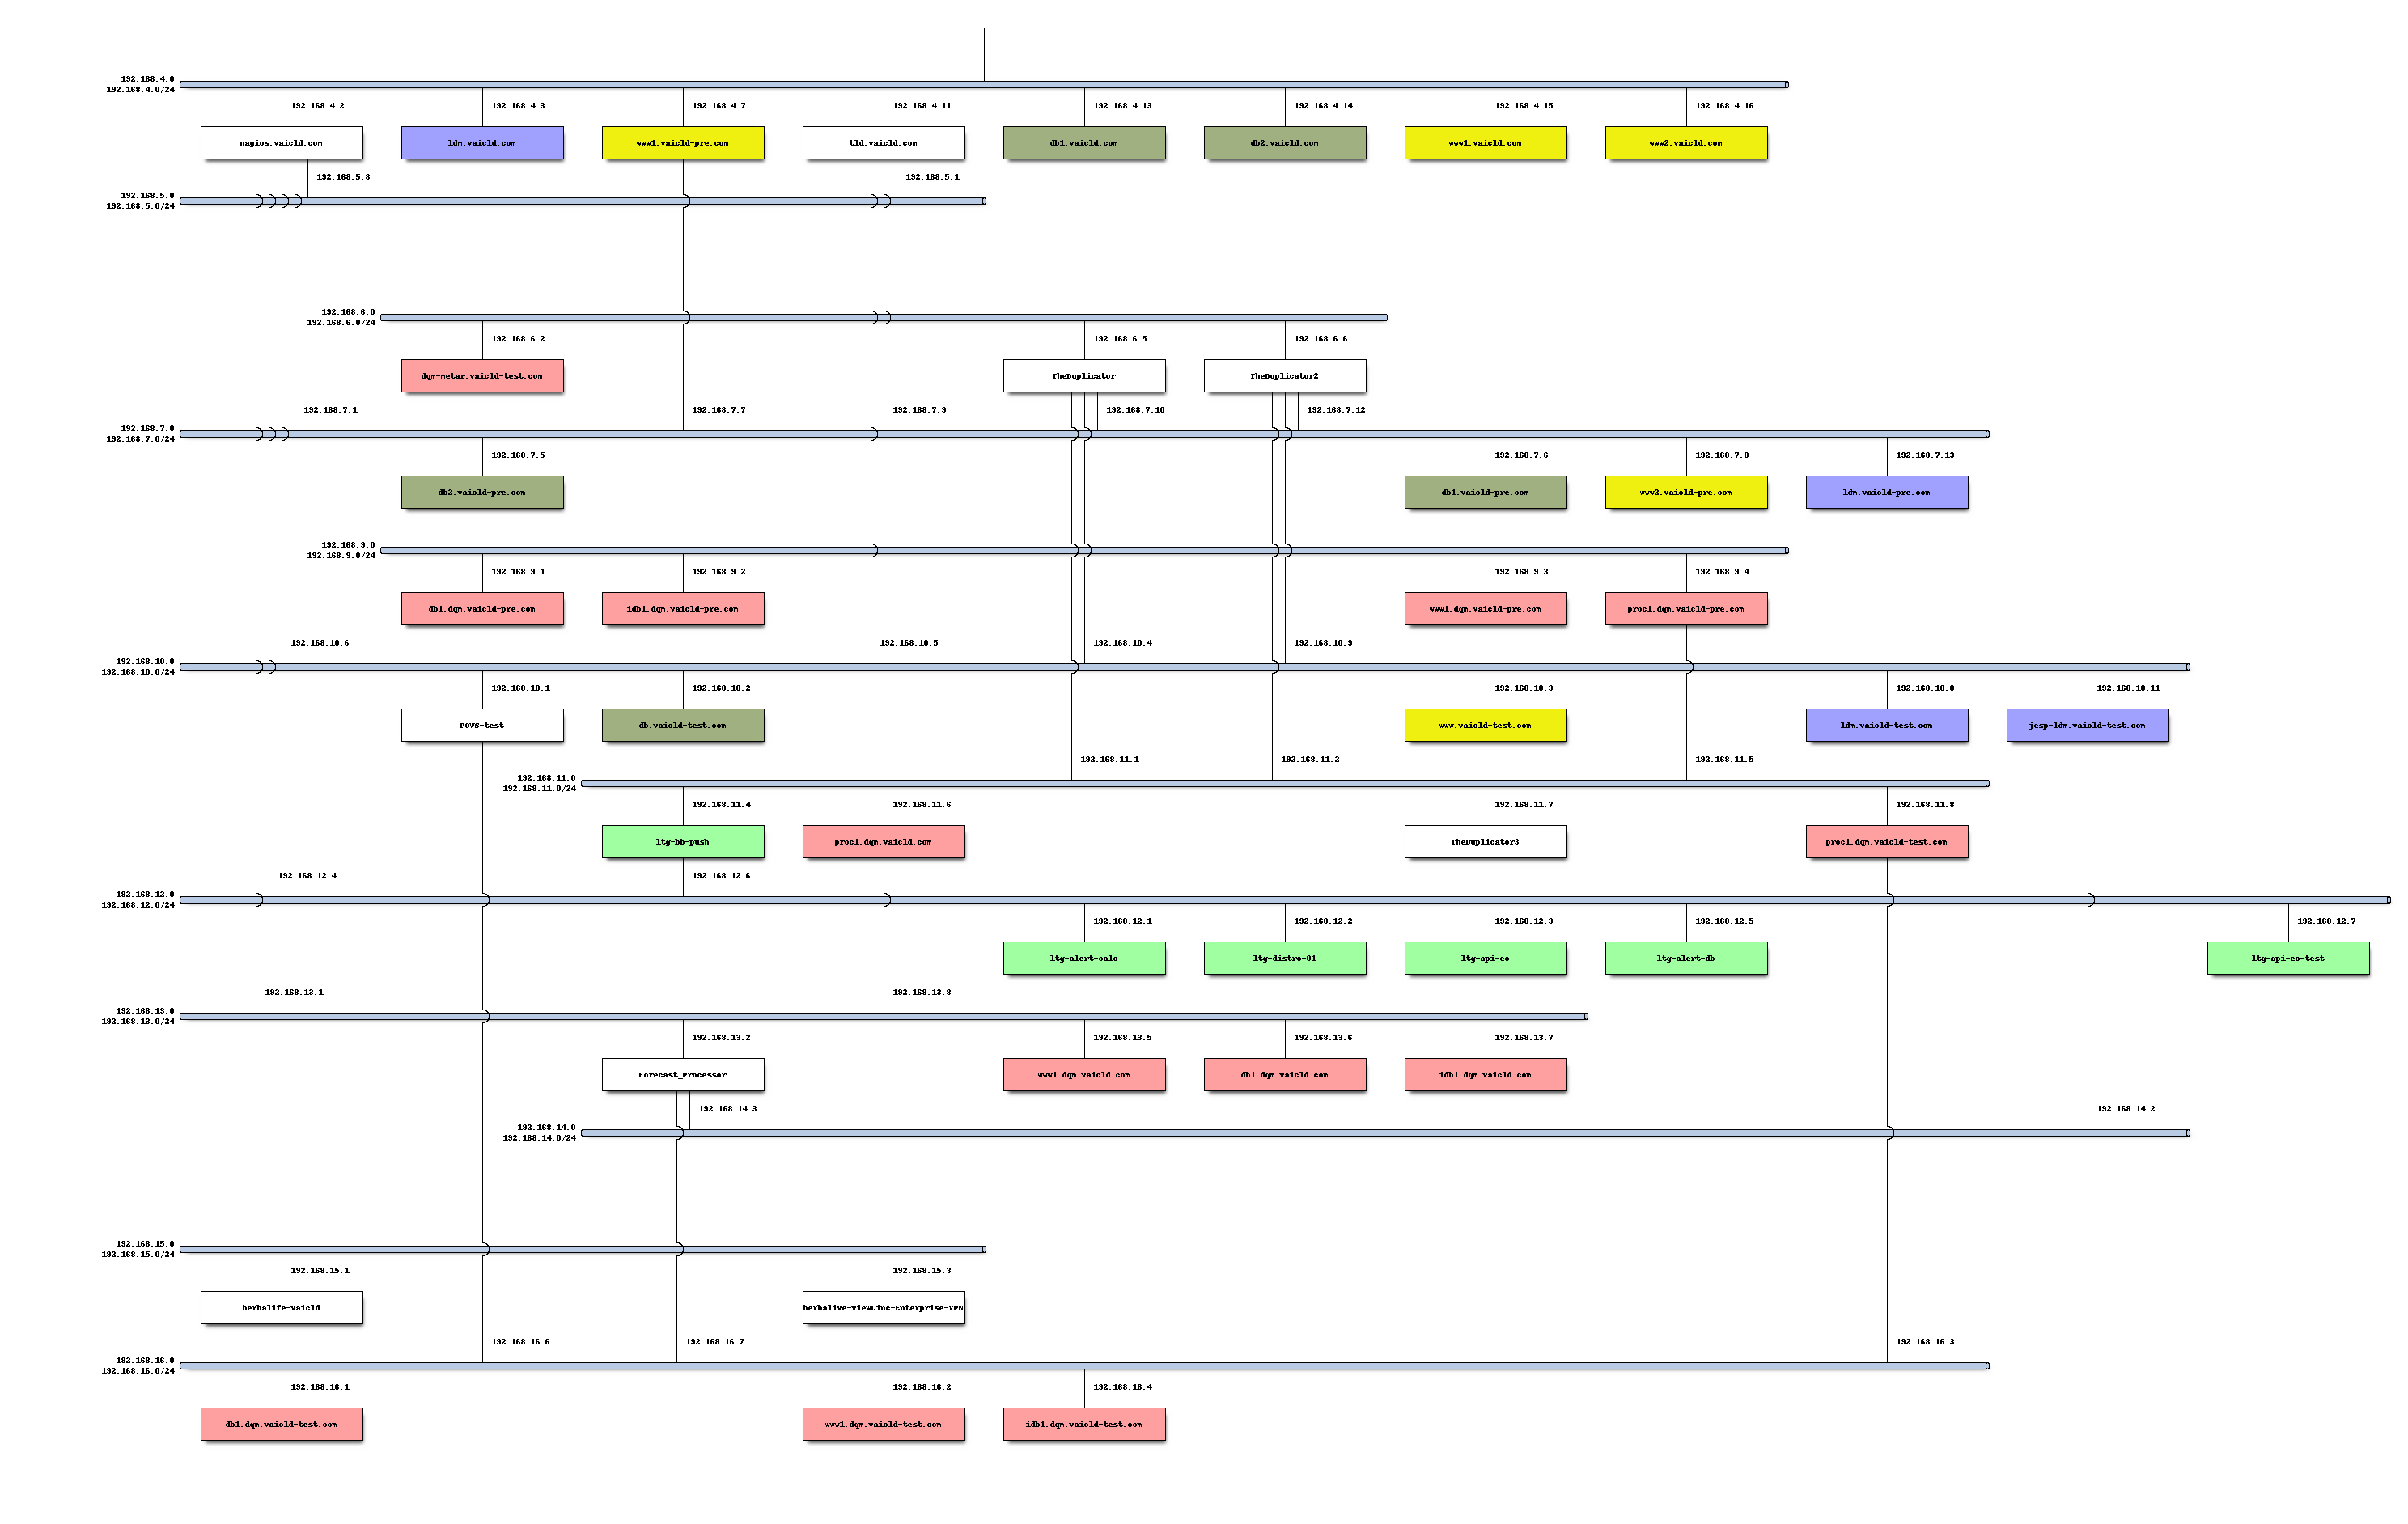 192.168.4.0
192.168.4.0/24
192.168.4.2
192.168.4.3
192.168.4.7
192.168.4.11
192.168.4.13
192.168.4.14
192.168.4.15
192.168.4.16
nagios.vaicld.com
ldm.vaicld.com
www1.vaicld-pre.com
tld.vaicld.com
db1.vaicld.com
db2.vaicld.com
www1.vaicld.com
www2.vaicld.com
192.168.5.8
192.168.5.1
192.168.5.0
192.168.5.0/24
192.168.6.0
192.168.6.0/24
192.168.6.2
192.168.6.5
192.168.6.6
dqm-metar.vaicld-test.com
TheDuplicator
TheDuplicator2
192.168.7.1
192.168.7.7
192.168.7.9
192.168.7.10
192.168.7.12
192.168.7.0
192.168.7.0/24
192.168.7.5
192.168.7.6
192.168.7.8
192.168.7.13
db2.vaicld-pre.com
db1.vaicld-pre.com
www2.vaicld-pre.com
ldm.vaicld-pre.com
192.168.9.0
192.168.9.0/24
192.168.9.1
192.168.9.2
192.168.9.3
192.168.9.4
db1.dqm.vaicld-pre.com
idb1.dqm.vaicld-pre.com
www1.dqm.vaicld-pre.com
proc1.dqm.vaicld-pre.com
192.168.10.6
192.168.10.5
192.168.10.4
192.168.10.9
192.168.10.0
192.168.10.0/24
192.168.10.1
192.168.10.2
192.168.10.3
192.168.10.8
192.168.10.11
POWS-test
db.vaicld-test.com
www.vaicld-test.com
ldm.vaicld-test.com
jesp-ldm.vaicld-test.com
192.168.11.1
192.168.11.2
192.168.11.5
192.168.11.0
192.168.11.0/24
192.168.11.4
192.168.11.6
192.168.11.7
192.168.11.8
ltg-bb-push
proc1.dqm.vaicld.com
TheDuplicator3
proc1.dqm.vaicld-test.com
192.168.12.4
192.168.12.6
192.168.12.0
192.168.12.0/24
192.168.12.1
192.168.12.2
192.168.12.3
192.168.12.5
192.168.12.7
ltg-alert-calc
ltg-distro-01
ltg-api-ec
ltg-alert-db
ltg-api-ec-test
192.168.13.1
192.168.13.8
192.168.13.0
192.168.13.0/24
192.168.13.2
192.168.13.5
192.168.13.6
192.168.13.7
Forecast_Processor
www1.dqm.vaicld.com
db1.dqm.vaicld.com
idb1.dqm.vaicld.com
192.168.14.3
192.168.14.2
192.168.14.0
192.168.14.0/24
192.168.15.0
192.168.15.0/24
192.168.15.1
192.168.15.3
herbalife-vaicld
herbalive-viewLinc-Enterprise-VPN
192.168.16.6
192.168.16.7
192.168.16.3
192.168.16.0
192.168.16.0/24
192.168.16.1
192.168.16.2
192.168.16.4
db1.dqm.vaicld-test.com
www1.dqm.vaicld-test.com
idb1.dqm.vaicld-test.com